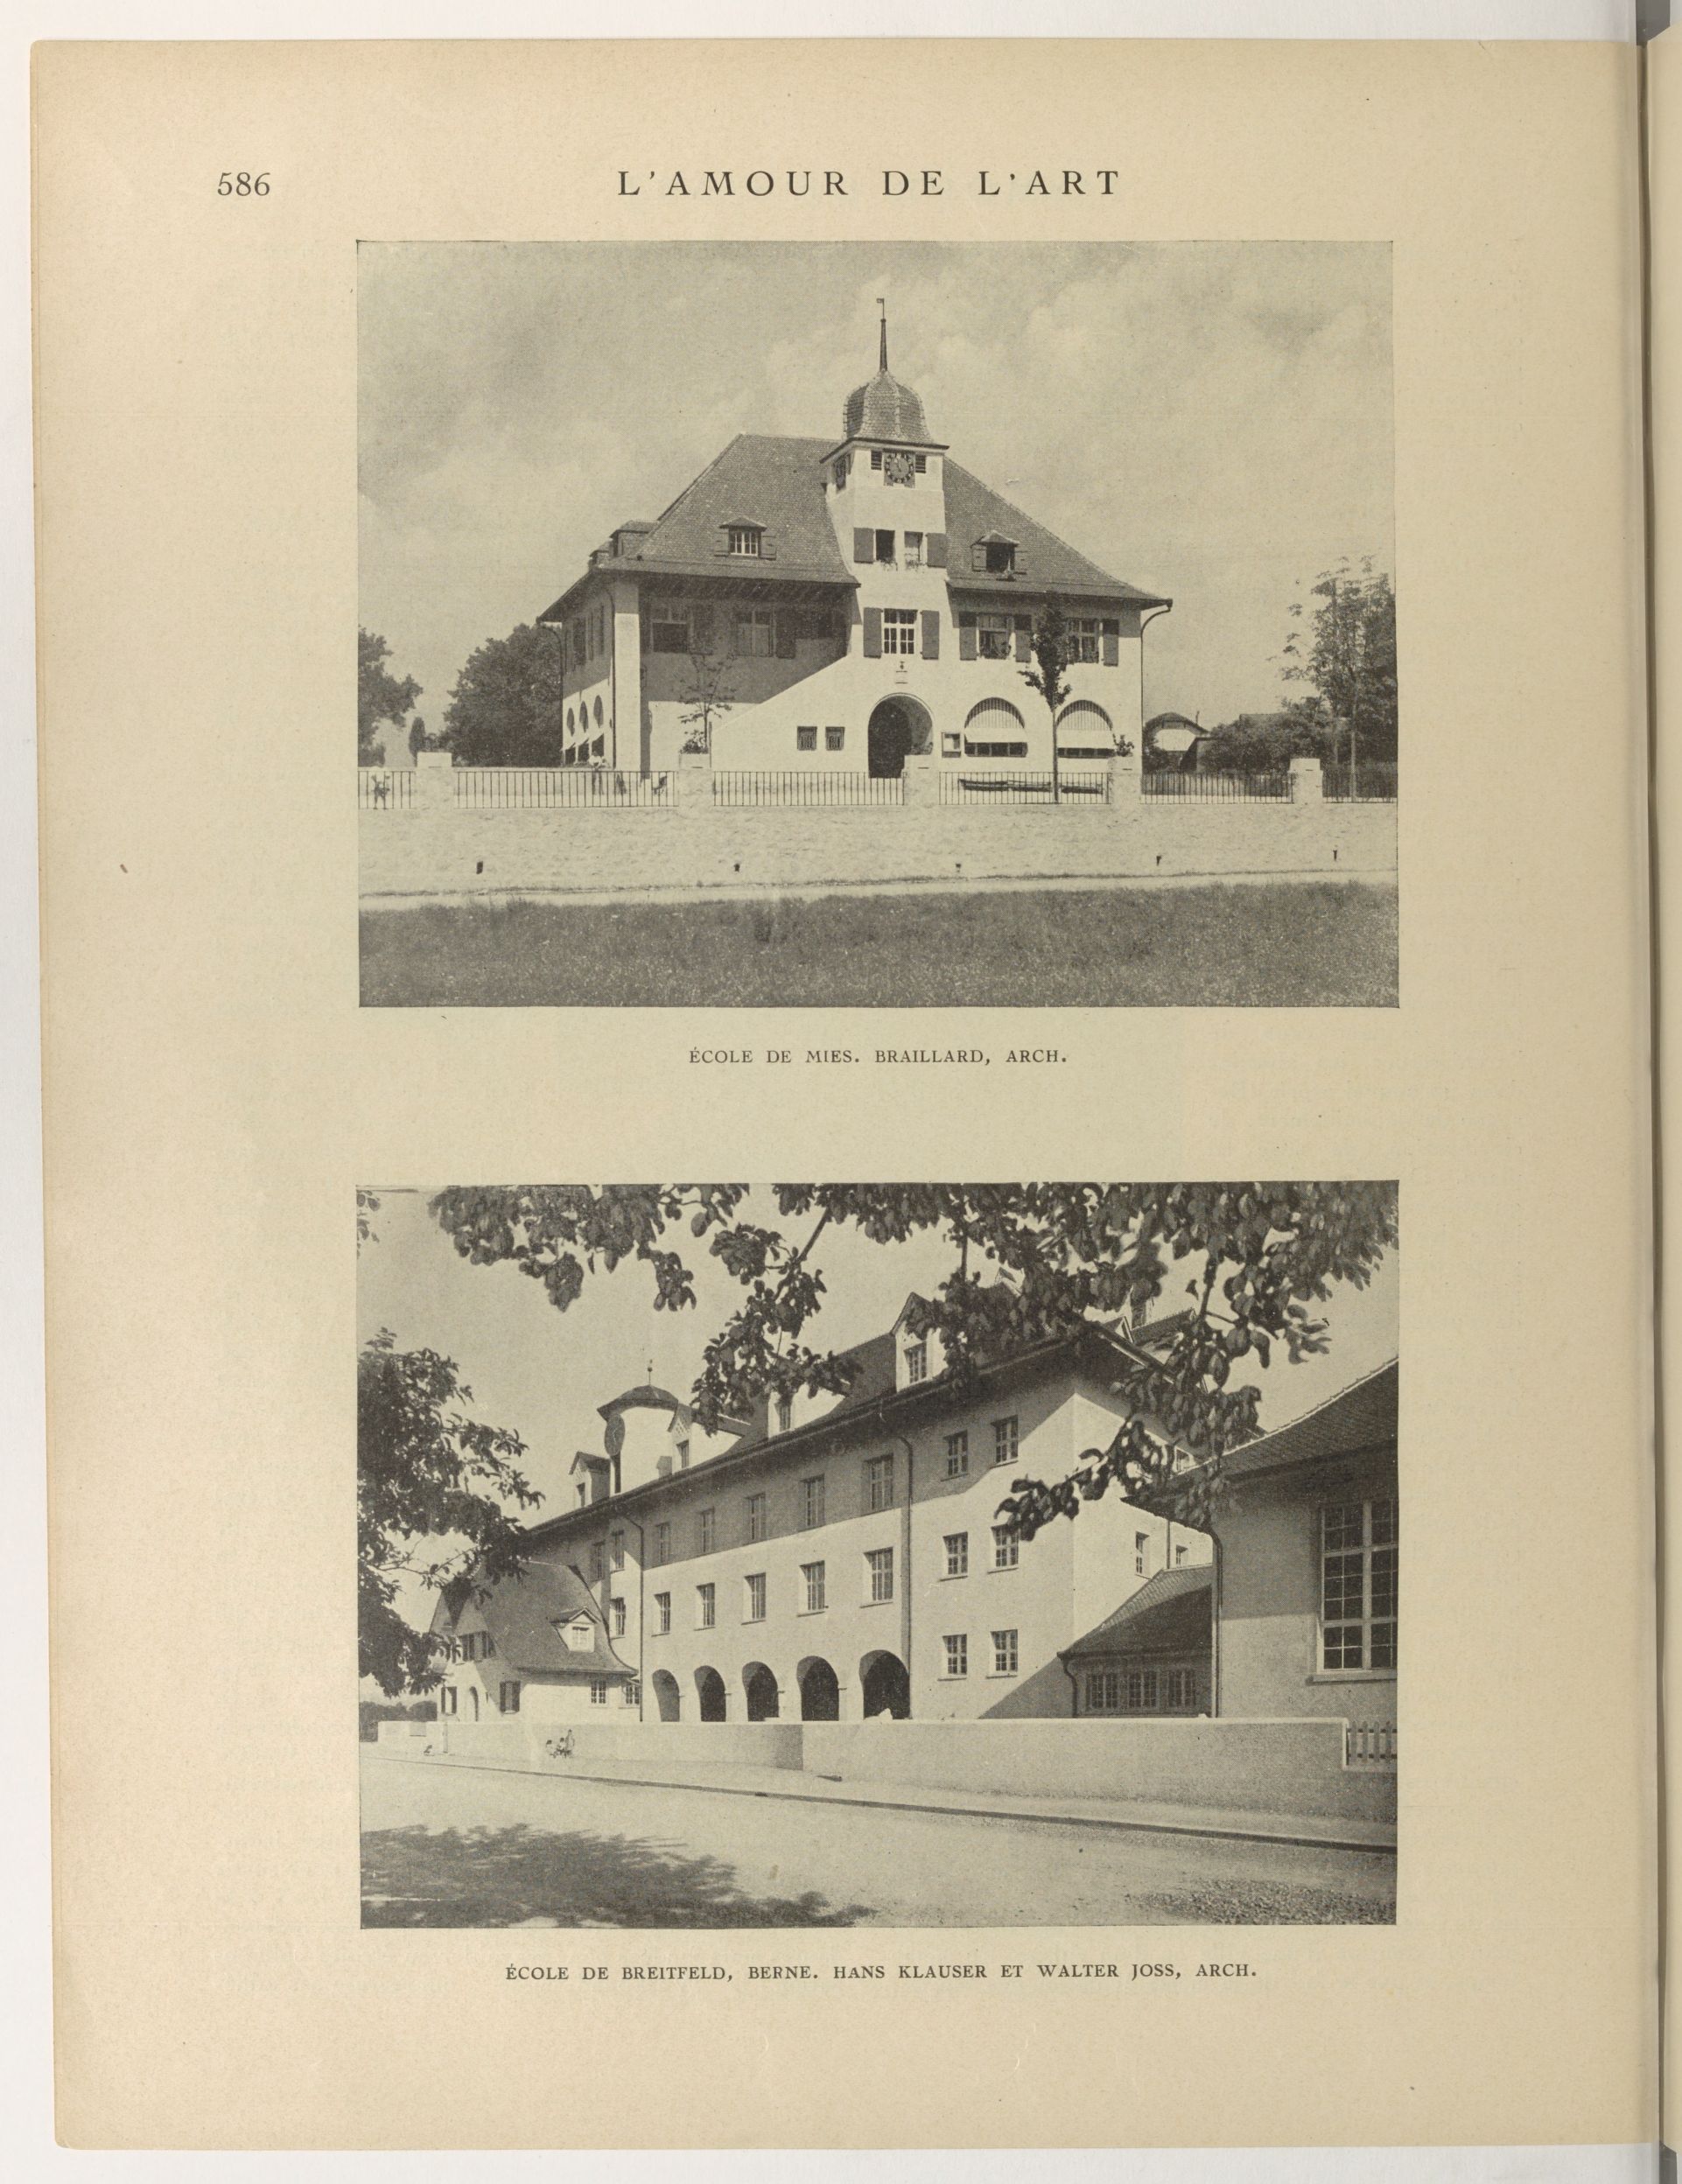 586
L'AMOUR DE L'ART
ÉCOLE DE MIES. BRAILLARD, ARCH.
ÉCOLE DE BREITFELD, BERNE. HANS KLAUSER ET WALTER JOSS, ARCH.